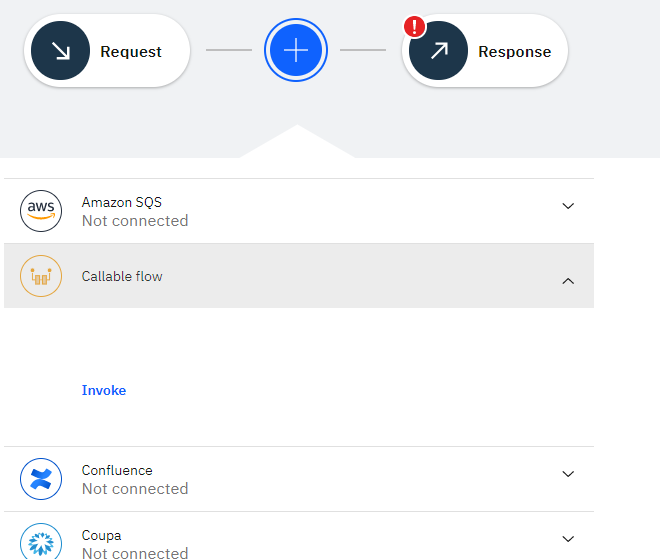 Request
!
Response
aws
Amazon SQS
Not connected
Callable flow
Invoke
Confluence
Not connected
Coupa
Not connected